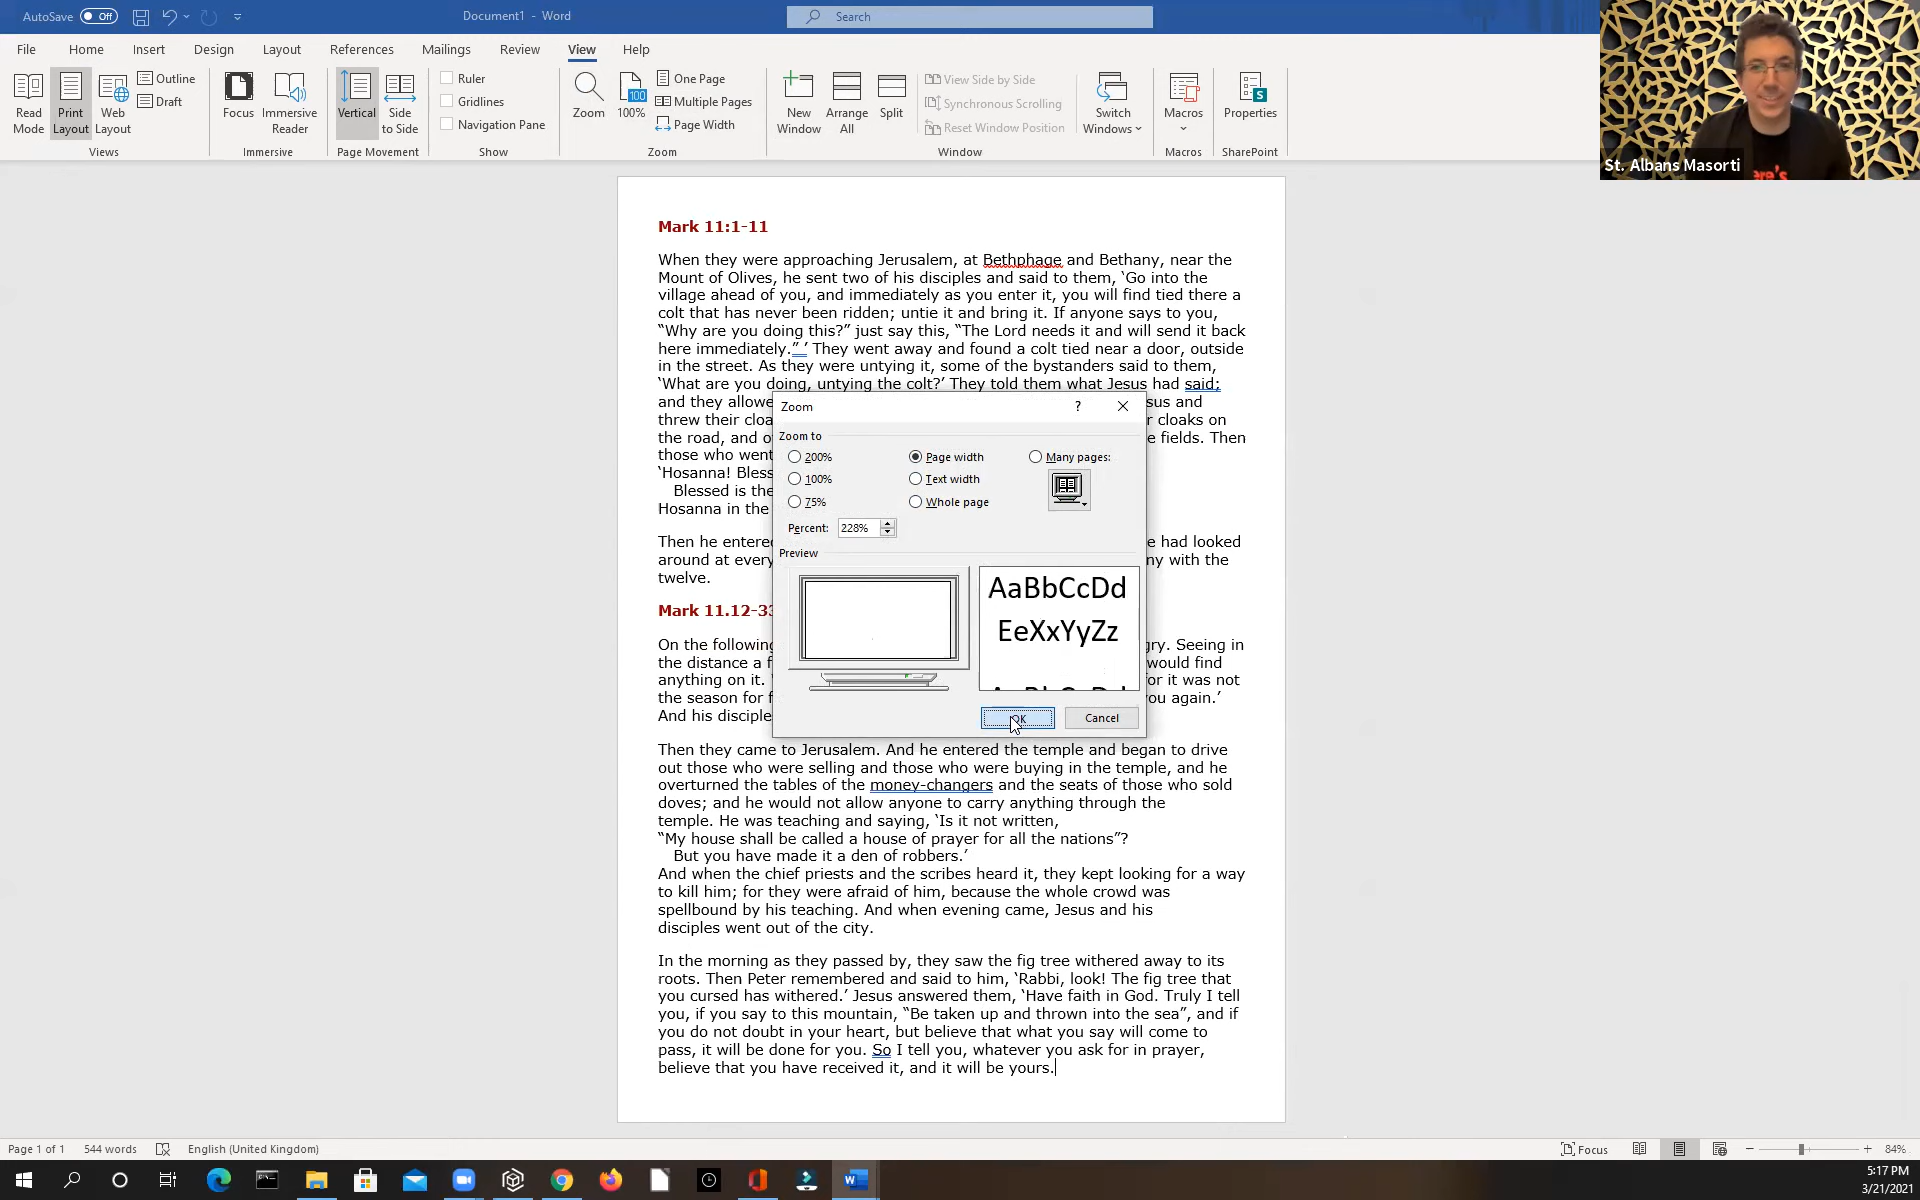 AutoSave Off
Document1 - Word
Search
File Home Insert Design Layout References Mailings Review View Help
Read Mode
Print Layout
Web Layout
Outline
Draft
Views
Focus
Immersive Reader
Immersive
Vertical
Side to Side
Page Movement
Ruler
Gridlines
Navigation Pane
Show
Zoom
100
100%
One Page
Multiple Pages
Page Width
Zoom
New Window
Arrange All
Split
View Side by Side
Synchronous Scrolling
Reset Window Position
Switch Windows
Window
Macros
Macros
S
Properties
SharePoint
St. Albans Masorti
ere's
Mark 11:1-11
When they were approaching Jerusalem, at Bethphage and Bethany, near the
Mount of Olives, he sent two of his disciples and said to them, ‘Go into the
village ahead of you, and immediately as you enter it, you will find tied there a
colt that has never been ridden; untie it and bring it. If anyone says to you,
“Why are you doing this?” just say this, “The Lord needs it and will send it back
here immediately.” ’ They went away and found a colt tied near a door, outside
in the street. As they were untying it, some of the bystanders said to them,
‘What are you doing, untying the colt?’ They told them what Jesus had said;
and they allowe sus and
threw their cloa r cloaks on
the road, and o e fields. Then
those who went
‘Hosanna! Bless
Blessed is the
Hosanna in the
Then he entered e had looked
around at every ny with the
twelve.
Mark 11.12-33
On the following gry. Seeing in
the distance a f would find
anything on it. or it was not
the season for f ou again.’
And his disciple
Then they came to Jerusalem. And he entered the temple and began to drive
out those who were selling and those who were buying in the temple, and he
overturned the tables of the money-changers and the seats of those who sold
doves; and he would not allow anyone to carry anything through the
temple. He was teaching and saying, ‘Is it not written,
“My house shall be called a house of prayer for all the nations”?
But you have made it a den of robbers.’
And when the chief priests and the scribes heard it, they kept looking for a way
to kill him; for they were afraid of him, because the whole crowd was
spellbound by his teaching. And when evening came, Jesus and his
disciples went out of the city.
In the morning as they passed by, they saw the fig tree withered away to its
roots. Then Peter remembered and said to him, ‘Rabbi, look! The fig tree that
you cursed has withered.’ Jesus answered them, ‘Have faith in God. Truly I tell
you, if you say to this mountain, “Be taken up and thrown into the sea”, and if
you do not doubt in your heart, but believe that what you say will come to
pass, it will be done for you. So I tell you, whatever you ask for in prayer,
believe that you have received it, and it will be yours.
Zoom ?
Zoom to
200% Page width Many pages:
100% Text width
75% Whole page
Percent: 228%
Preview
AaBbCcDd
EeXxYyZz
OK Cancel
Page 1 of 1 544 words English (United Kingdom)
Focus 84%
5:17 PM
3/21/2021